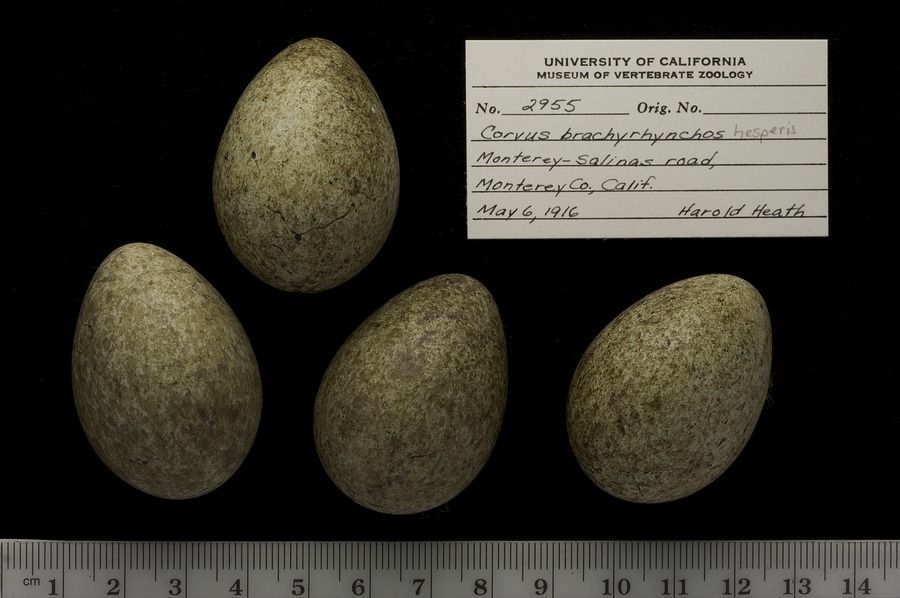 UNIVERSITY OF CALIFORNIA
MUSEUM OF VERTEBRATE ZOOLOGY
No. 2955 Orig. No.
Corvus brachyrhynchos hesperis
Monterey-Salinas road,
Monterey Co., Calif.
May 6, 1916 Harold Heath
cm 1 2 3 4 5 6 7 8 9 10 11 12 13 14